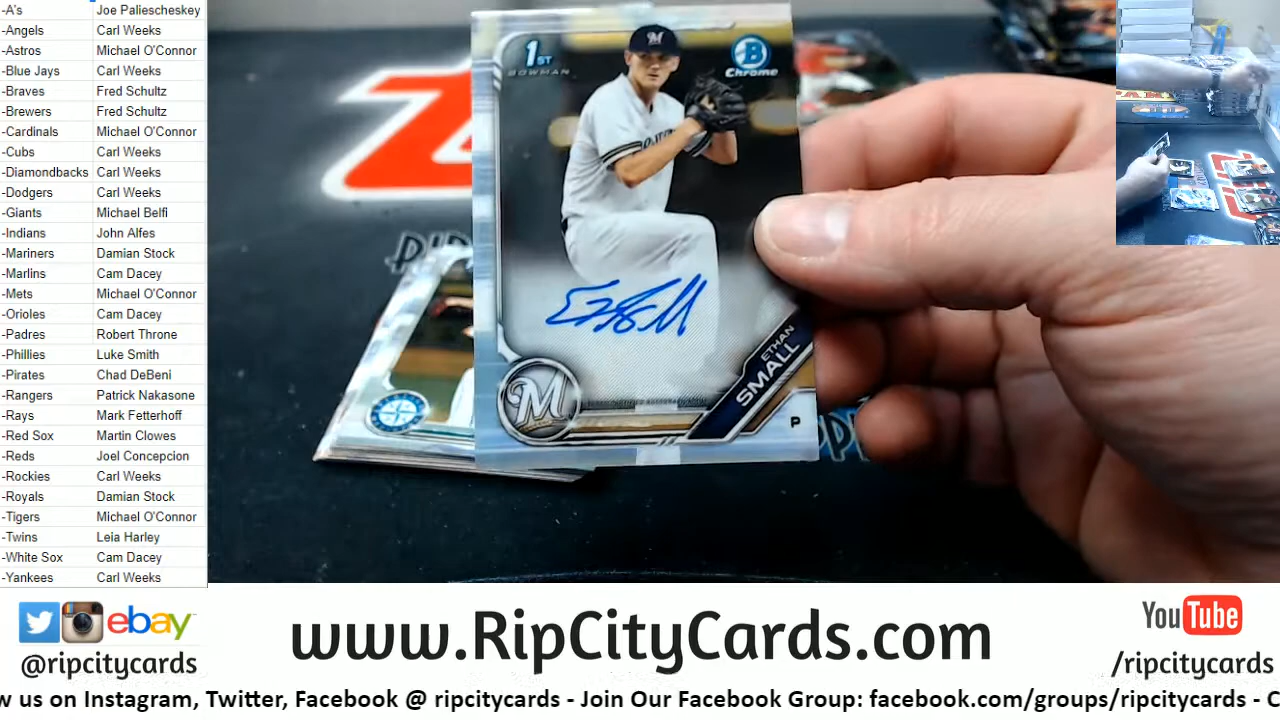 -A's Joe Paliescheskey
-Angels Carl Weeks
-Astros Michael O'Connor
-Blue Jays Carl Weeks
-Braves Fred Schultz
-Brewers Fred Schultz
-Cardinals Michael O'Connor
-Cubs Carl Weeks
-Diamondbacks Carl Weeks
-Dodgers Carl Weeks
-Giants Michael Belfi
-Indians John Alfes
-Mariners Damian Stock
-Marlins Cam Dacey
-Mets Michael O'Connor
-Orioles Cam Dacey
-Padres Robert Throne
-Phillies Luke Smith
-Pirates Chad DeBeni
-Rangers Patrick Nakasone
-Rays Mark Fetterhoff
-Red Sox Martin Clowes
-Reds Joel Concepcion
-Rockies Carl Weeks
-Royals Damian Stock
-Tigers Michael O'Connor
-Twins Leia Harley
-White Sox Cam Dacey
-Yankees Carl Weeks
1ST
BOWMAN
B
Chrome
M
ETHAN
SMALL
M
P
ebay
@ripcitycards
www.RipCityCards.com
YouTube
/ripcitycards
w us on Instagram, Twitter, Facebook @ ripcitycards - Join Our Facebook Group: facebook.com/groups/ripcitycards - C